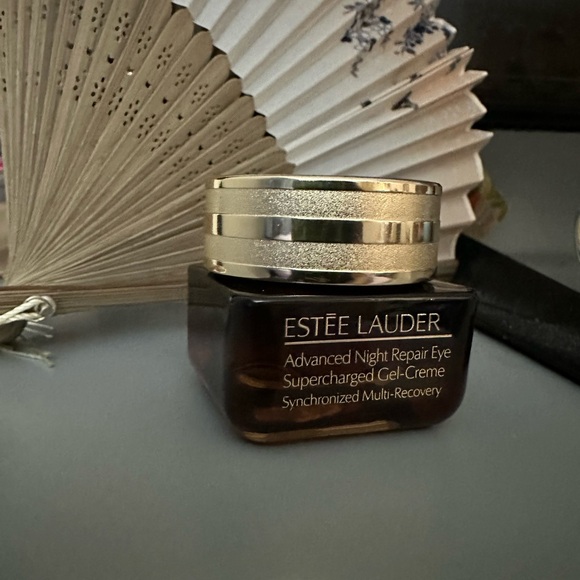 ESTĒE LAUDER
Advanced Night Repair Eye
Supercharged Gel-Creme
Synchronized Multi-Recovery